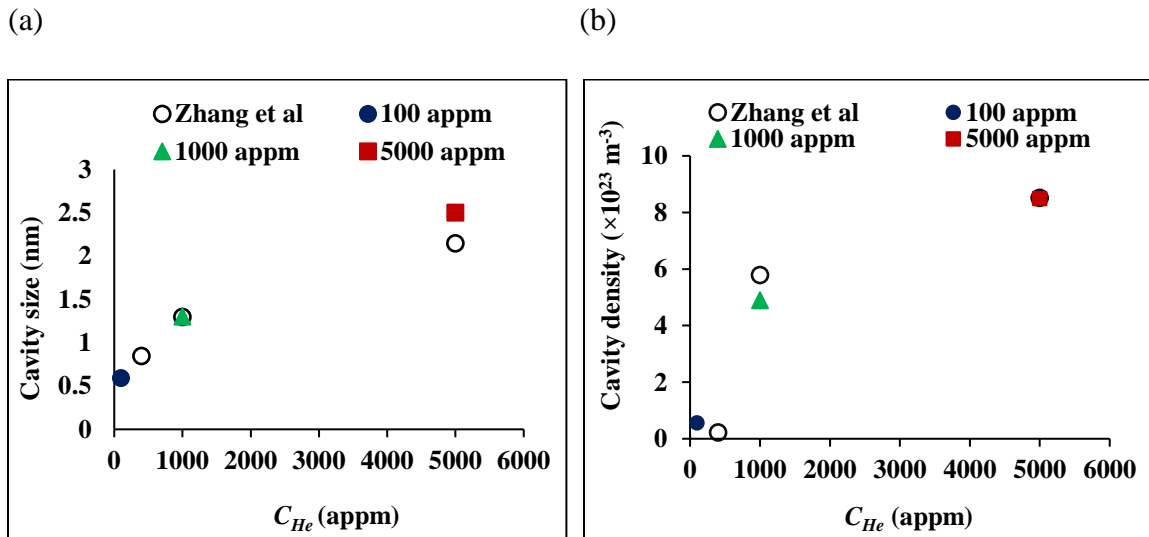 (a)
Zhang et al
100 appm
1000 appm
5000 appm
Cavity size (nm)
3
2.5
2
1.5
1
0.5
0
0 1000 2000 3000 4000 5000 6000
C_He (appm)
(b)
Zhang et al
100 appm
1000 appm
5000 appm
Cavity density (×10²³ m⁻³)
10
8
6
4
2
0
0 1000 2000 3000 4000 5000 6000
C_He (appm)